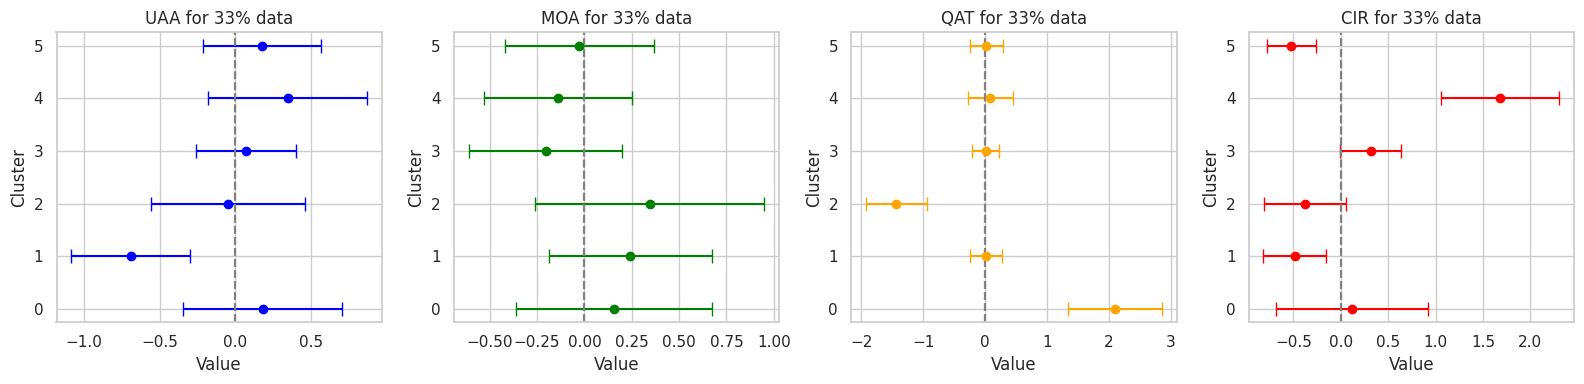 UAA for 33% data
5
4
3
2
1
0
Cluster
−1.0 −0.5 0.0 0.5
Value
MOA for 33% data
5
4
3
2
1
0
Cluster
−0.50 −0.25 0.00 0.25 0.50 0.75 1.00
Value
QAT for 33% data
5
4
3
2
1
0
Cluster
−2 −1 0 1 2 3
Value
CIR for 33% data
5
4
3
2
1
0
Cluster
−0.5 0.0 0.5 1.0 1.5 2.0
Value